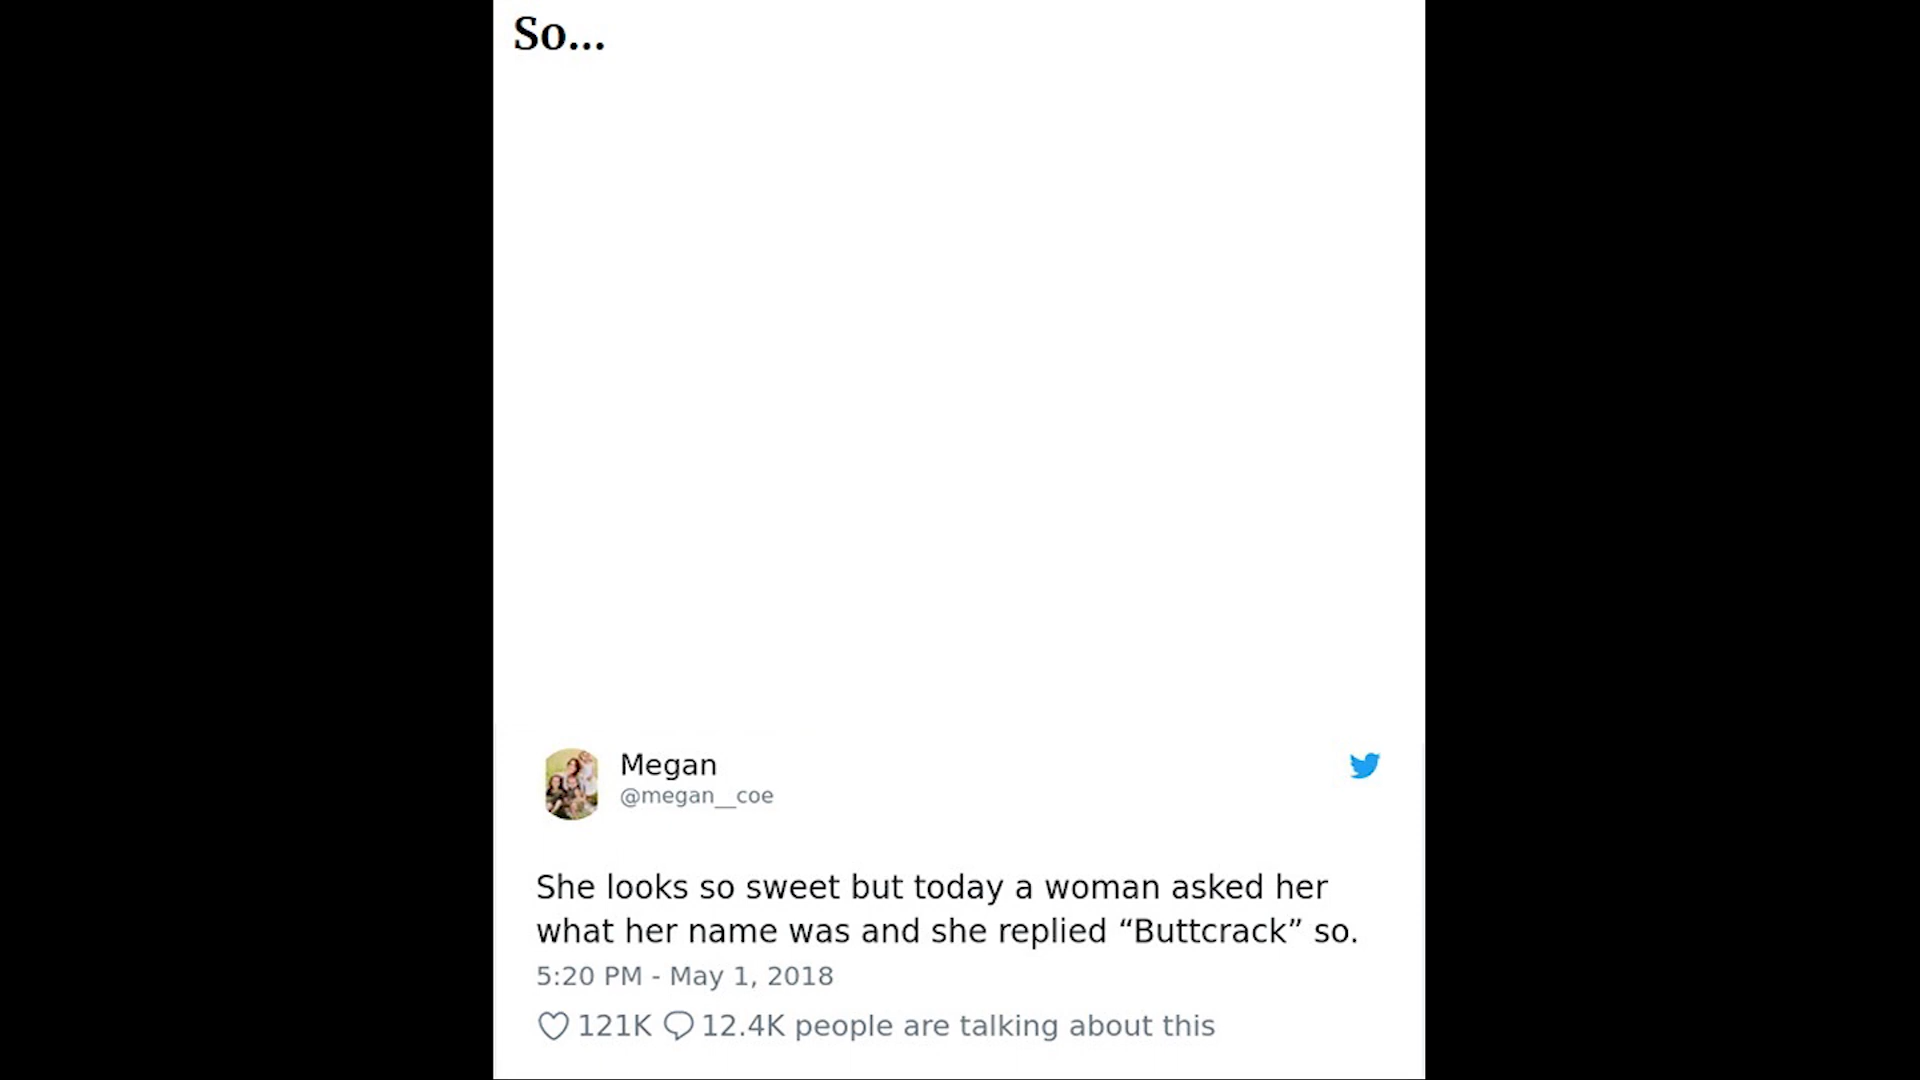 So...
Megan
@megan__coe
She looks so sweet but today a woman asked her
what her name was and she replied “Buttcrack” so.
5:20 PM - May 1, 2018
121K 12.4K people are talking about this